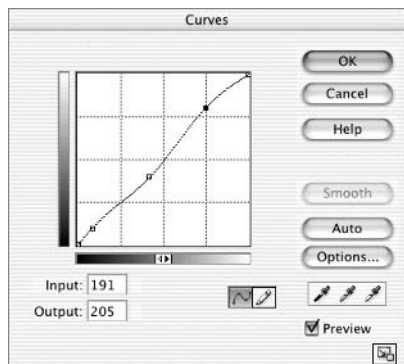 Curves
OK
Cancel
Help
Smooth
Auto
Options...
Input: 191
Output: 205
Preview